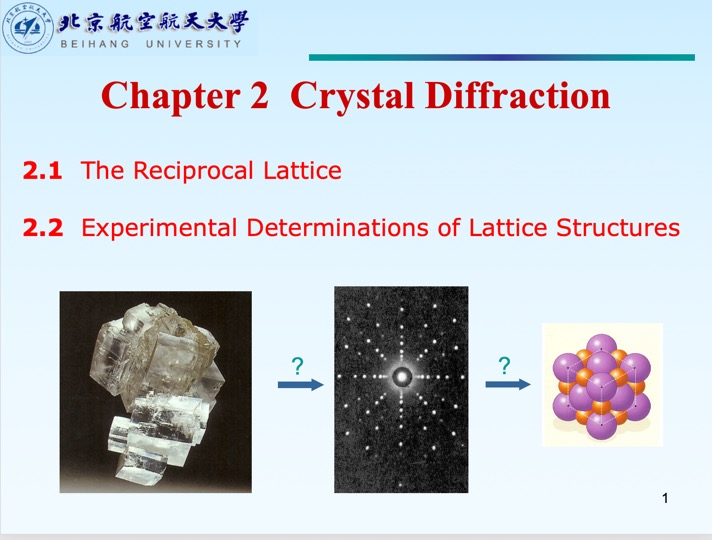 北京航空航天大學
BEIHANG UNIVERSITY
Chapter 2 Crystal Diffraction
2.1 The Reciprocal Lattice
2.2 Experimental Determinations of Lattice Structures
?
?
1